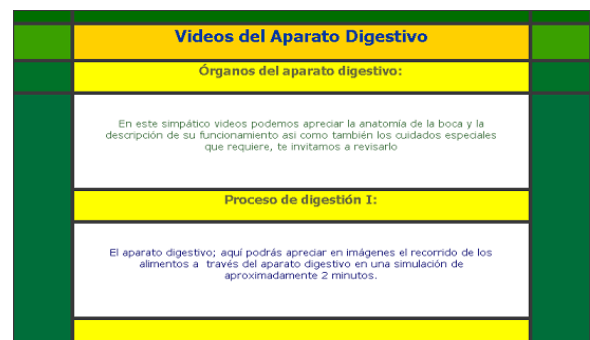 Videos del Aparato Digestivo
Órganos del aparato digestivo:
En este simpático videos podemos apreciar la anatomía de la boca y la
descripción de su funcionamiento asi como también los cuidados especiales
que requiere, te invitamos a revisarlo
Proceso de digestión I:
El aparato digestivo; aquí podrás apreciar en imágenes el recorrido de los
alimentos a través del aparato digestivo en una simulación de
aproximadamente 2 minutos.